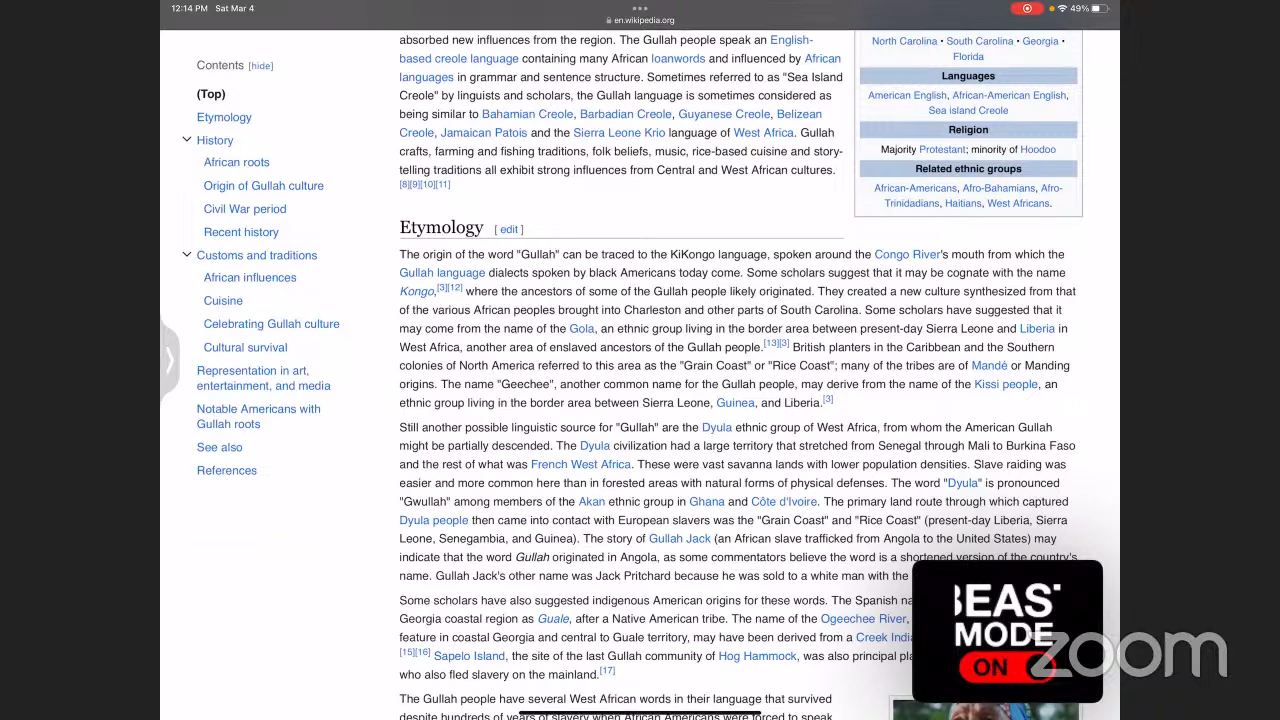 12:14 PM Sat Mar 4
49%
en.wikipedia.org
Contents [hide]
(Top)
Etymology
History
African roots
Origin of Gullah culture
Civil War period
Recent history
Customs and traditions
African influences
Cuisine
Celebrating Gullah culture
Cultural survival
Representation in art,
entertainment, and media
Notable Americans with
Gullah roots
See also
References
absorbed new influences from the region. The Gullah people speak an English-
based creole language containing many African loanwords and influenced by African
languages in grammar and sentence structure. Sometimes referred to as "Sea Island
Creole" by linguists and scholars, the Gullah language is sometimes considered as
being similar to Bahamian Creole, Barbadian Creole, Guyanese Creole, Belizean
Creole, Jamaican Patois and the Sierra Leone Krio language of West Africa. Gullah
crafts, farming and fishing traditions, folk beliefs, music, rice-based cuisine and story-
telling traditions all exhibit strong influences from Central and West African cultures.
[8][9][10][11]
North Carolina • South Carolina • Georgia •
Florida
Languages
American English, African-American English,
Sea island Creole
Religion
Majority Protestant; minority of Hoodoo
Related ethnic groups
African-Americans, Afro-Bahamians, Afro-
Trinidadians, Haitians, West Africans.
Etymology [ edit ]
The origin of the word "Gullah" can be traced to the KiKongo language, spoken around the Congo River's mouth from which the
Gullah language dialects spoken by black Americans today come. Some scholars suggest that it may be cognate with the name
Kongo,[3][12] where the ancestors of some of the Gullah people likely originated. They created a new culture synthesized from that
of the various African peoples brought into Charleston and other parts of South Carolina. Some scholars have suggested that it
may come from the name of the Gola, an ethnic group living in the border area between present-day Sierra Leone and Liberia in
West Africa, another area of enslaved ancestors of the Gullah people.[13][3] British planters in the Caribbean and the Southern
colonies of North America referred to this area as the "Grain Coast" or "Rice Coast"; many of the tribes are of Mandé or Manding
origins. The name "Geechee", another common name for the Gullah people, may derive from the name of the Kissi people, an
ethnic group living in the border area between Sierra Leone, Guinea, and Liberia.[3]
Still another possible linguistic source for "Gullah" are the Dyula ethnic group of West Africa, from whom the American Gullah
might be partially descended. The Dyula civilization had a large territory that stretched from Senegal through Mali to Burkina Faso
and the rest of what was French West Africa. These were vast savanna lands with lower population densities. Slave raiding was
easier and more common here than in forested areas with natural forms of physical defenses. The word "Dyula" is pronounced
"Gwullah" among members of the Akan ethnic group in Ghana and Côte d'Ivoire. The primary land route through which captured
Dyula people then came into contact with European slavers was the "Grain Coast" and "Rice Coast" (present-day Liberia, Sierra
Leone, Senegambia, and Guinea). The story of Gullah Jack (an African slave trafficked from Angola to the United States) may
indicate that the word Gullah originated in Angola, as some commentators believe the word is a shortened version of the country's
name. Gullah Jack's other name was Jack Pritchard because he was sold to a white man with the
Some scholars have also suggested indigenous American origins for these words. The Spanish
Georgia coastal region as Guale, after a Native American tribe. The name of the Ogeechee River,
feature in coastal Georgia and central to Guale territory, may have been derived from a Creek
[15][16] Sapelo Island, the site of the last Gullah community of Hog Hammock, was also principal
who also fled slavery on the mainland.[17]
The Gullah people have several West African words in their language that survived
despite hundreds of years of slavery when African Americans were forced to speak
BEAST
MODE
ON
zoom